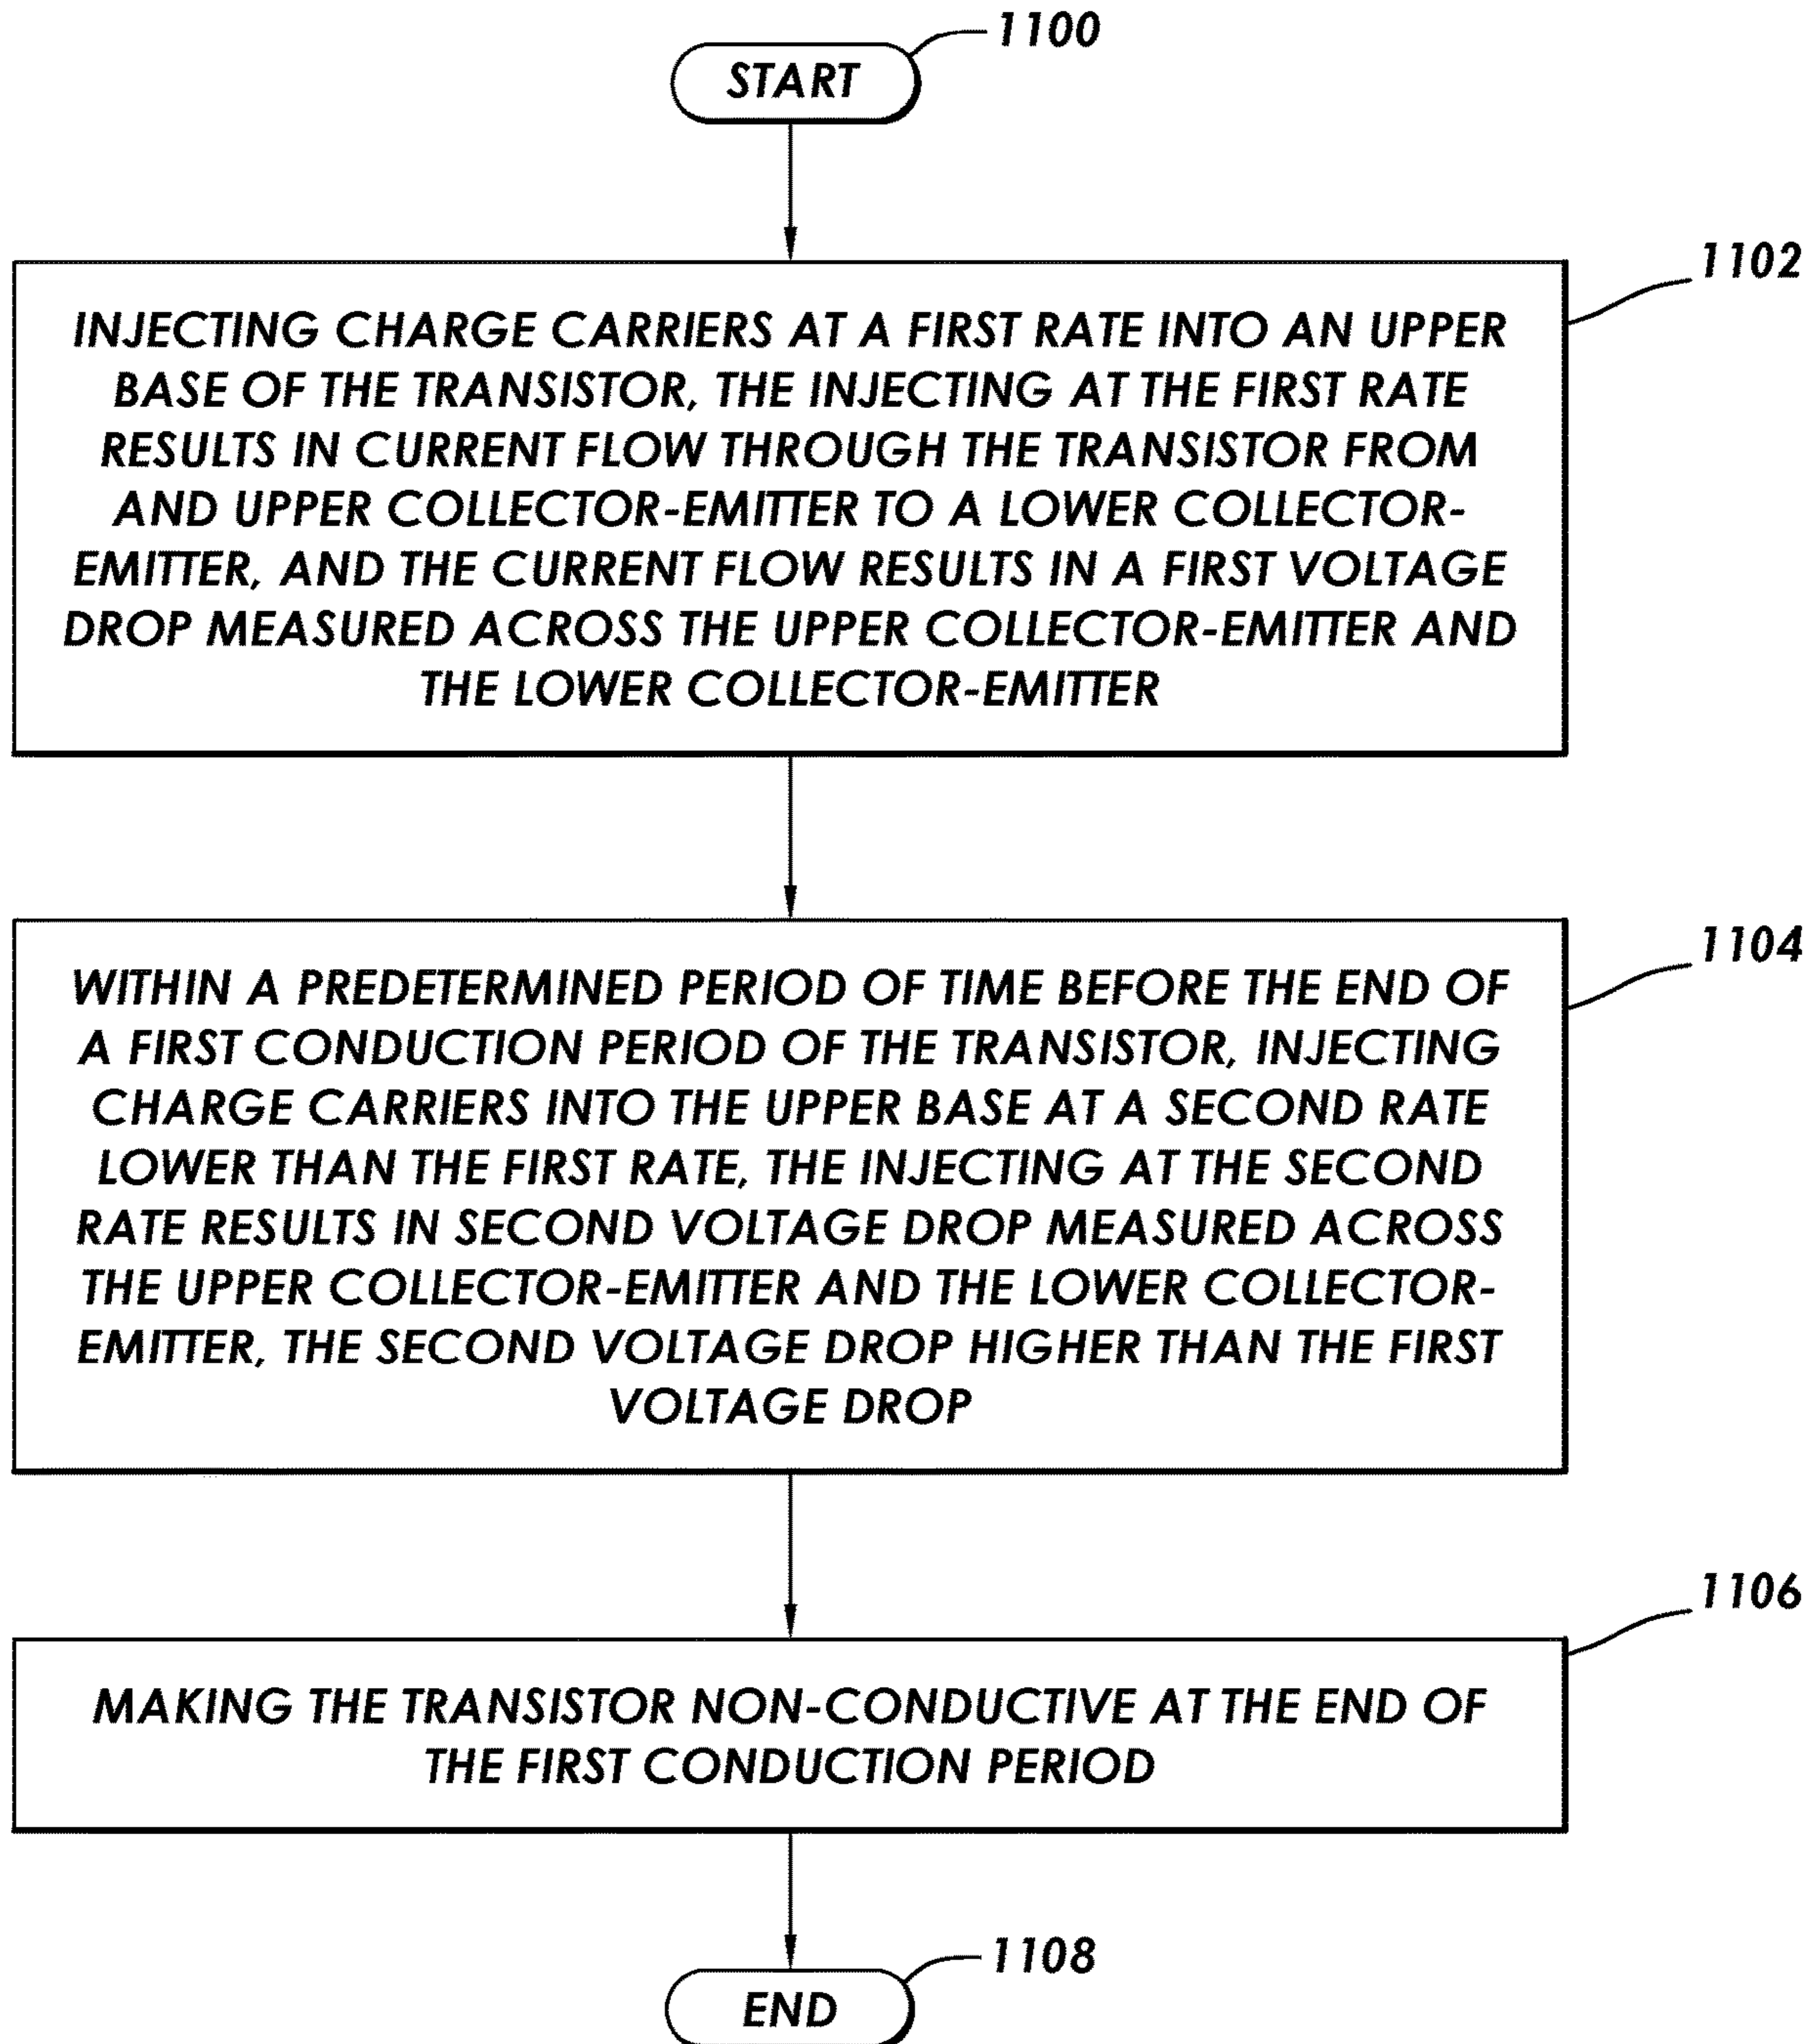 1100
START
1102
INJECTING CHARGE CARRIERS AT A FIRST RATE INTO AN UPPER
BASE OF THE TRANSISTOR, THE INJECTING AT THE FIRST RATE
RESULTS IN CURRENT FLOW THROUGH THE TRANSISTOR FROM
AND UPPER COLLECTOR-EMITTER TO A LOWER COLLECTOR-
EMITTER, AND THE CURRENT FLOW RESULTS IN A FIRST VOLTAGE
DROP MEASURED ACROSS THE UPPER COLLECTOR-EMITTER AND
THE LOWER COLLECTOR-EMITTER
1104
WITHIN A PREDETERMINED PERIOD OF TIME BEFORE THE END OF
A FIRST CONDUCTION PERIOD OF THE TRANSISTOR, INJECTING
CHARGE CARRIERS INTO THE UPPER BASE AT A SECOND RATE
LOWER THAN THE FIRST RATE, THE INJECTING AT THE SECOND
RATE RESULTS IN SECOND VOLTAGE DROP MEASURED ACROSS
THE UPPER COLLECTOR-EMITTER AND THE LOWER COLLECTOR-
EMITTER, THE SECOND VOLTAGE DROP HIGHER THAN THE FIRST
VOLTAGE DROP
1106
MAKING THE TRANSISTOR NON-CONDUCTIVE AT THE END OF
THE FIRST CONDUCTION PERIOD
1108
END